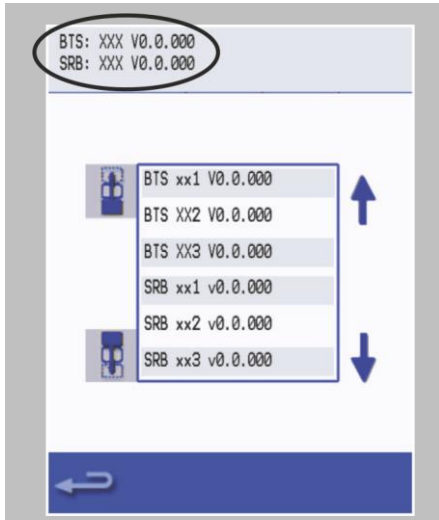 BTS: XXX V0.0.000
SRB: XXX V0.0.000
BTS xx1 V0.0.000
BTS XX2 V0.0.000
BTS XX3 V0.0.000
SRB xx1 v0.0.000
SRB xx2 v0.0.000
SRB xx3 v0.0.000